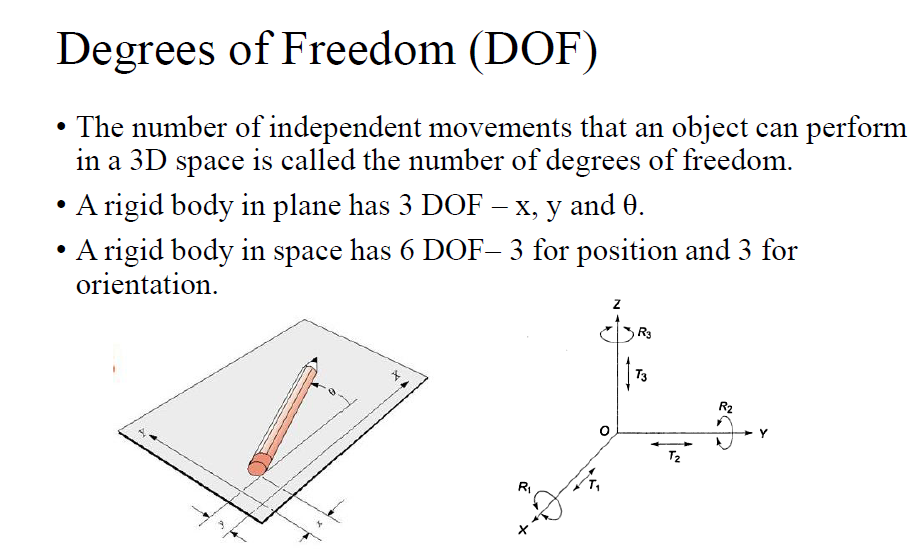 Degrees of Freedom (DOF)
• The number of independent movements that an object can perform
in a 3D space is called the number of degrees of freedom.
• A rigid body in plane has 3 DOF – x, y and θ.
• A rigid body in space has 6 DOF– 3 for position and 3 for
orientation.
Z
R3
T3
X
θ
R2
O
Y
T2
R1
T1
y
x
X